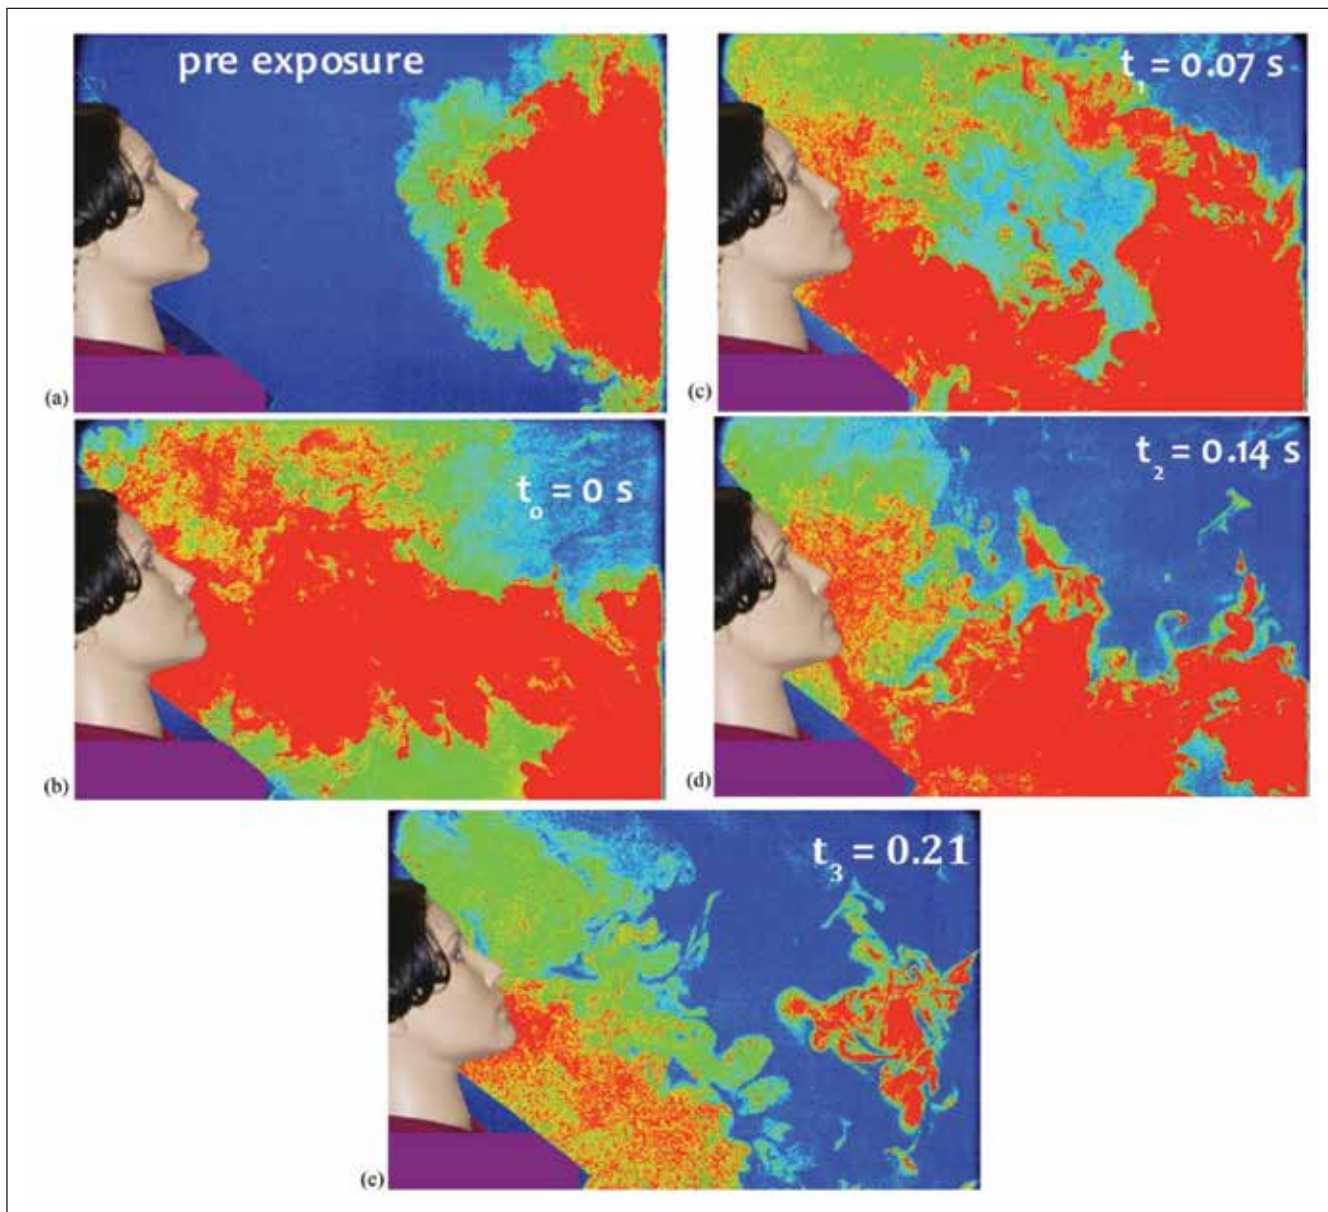 pre exposure
(a)
t₀ = 0 s
(b)
t₁ = 0.07 s
(c)
t₂ = 0.14 s
(d)
t₃ = 0.21
(e)